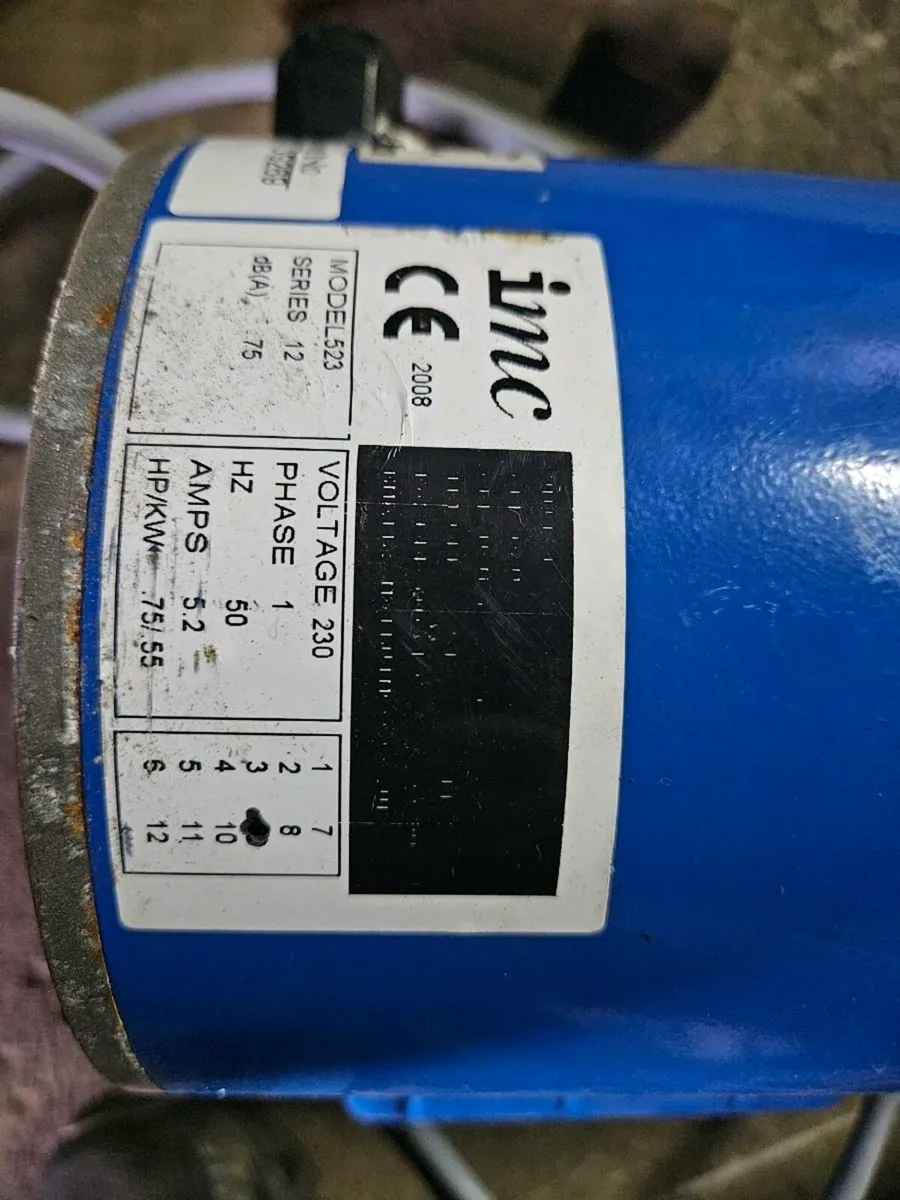 imc
CE 2008
MODEL 523
SERIES 12
dB(A) 75
VOLTAGE 230
PHASE 1
HZ 50
AMPS 5.2
HP/KW .75/.55
1 7
2 8
3
4 10
5 11
6 12